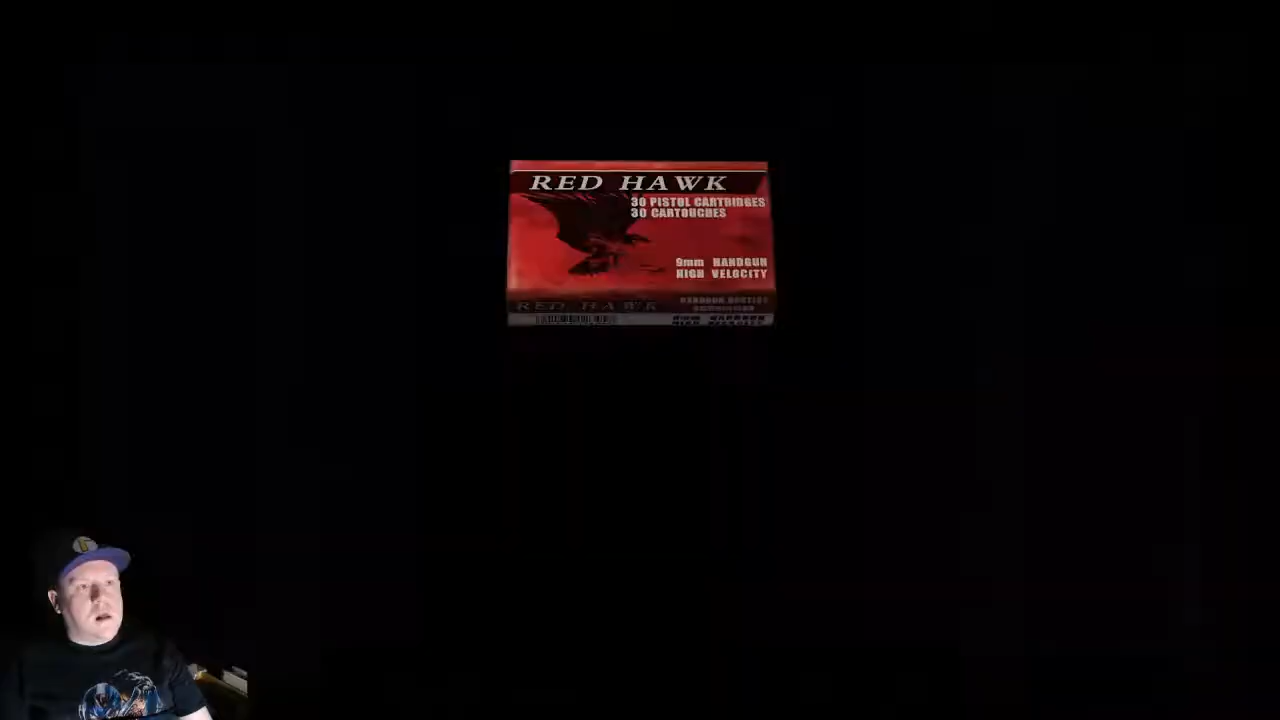 RED HAWK
30 PISTOL CARTRIDGES
30 CARTOUCHES
9mm HANDGUN
HIGH VELOCITY
RED HAWK